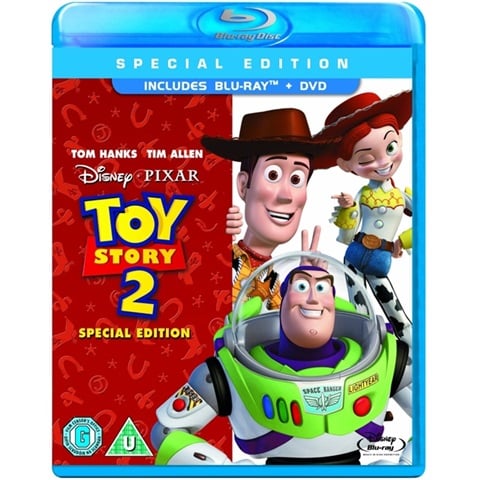 Blu-ray Disc
SPECIAL EDITION
INCLUDES BLU-RAY™ + DVD
TOM HANKS TIM ALLEN
Disney · PIXAR
TOY
STORY
2
SPECIAL EDITION
SPACE RANGER
LIGHTYEAR
G
U
Disney
Blu-ray